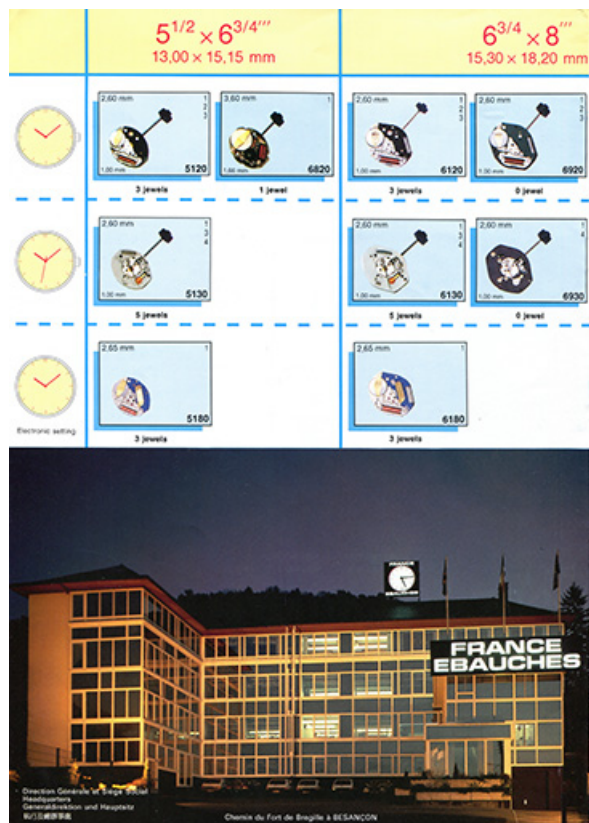 5 1/2 × 6 3/4‴
13,00 × 15,15 mm
6 3/4 × 8‴
15,30 × 18,20 mm
2,60 mm 1
2
3
1,00 mm 5120
3 jewels
3,60 mm 1
6820
1 jewel
2,60 mm 1
2
3
1,00 mm 6120
3 jewels
2,60 mm 1
2
3
1,00 mm 6920
0 jewel
2,60 mm 1
3
4
1,00 mm 5130
5 jewels
2,60 mm 1
3
4
1,00 mm 6130
5 jewels
2,60 mm 1
4
1,00 mm 6930
0 jewel
Electronic setting
2,65 mm 1
5180
3 jewels
2,65 mm 1
6180
3 jewels
FRANCE
EBAUCHES
FRANCE
EBAUCHES
Direction Générale et Siège Social
Headquarters
Generaldirektion und Hauptsitz
Chemin du Fort de Bregille à BESANÇON